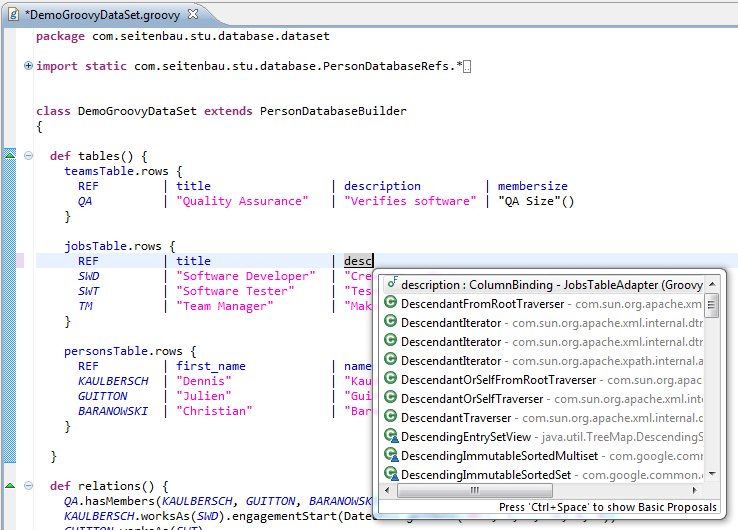 *DemoGroovyDataSet.groovy
package com.seitenbau.stu.database.dataset
import static com.seitenbau.stu.database.PersonDatabaseRefs.*
class DemoGroovyDataSet extends PersonDatabaseBuilder
{
def tables() {
teamsTable.rows {
REF | title | description | membersize
QA | "Quality Assurance" | "Verifies software" | "QA Size"()
}
jobsTable.rows {
REF | title | desc
SWD | "Software Developer" | "Cre
SWT | "Software Tester" | "Tes
TM | "Team Manager" | "Mak
}
personsTable.rows {
REF | first_name | name
KAULBERSCH | "Dennis" | "Kau
GUITTON | "Julien" | "Gui
BARANOWSKI | "Christian" | "Bar
}
}
def relations() {
QA.hasMembers(KAULBERSCH, GUITTON, BARANOWSK
KAULBERSCH.worksAs(SWD).engagementStart(Date
description : ColumnBinding - JobsTableAdapter (Groovy
DescendantFromRootTraverser - com.sun.org.apache.xm
DescendantIterator - com.sun.org.apache.xml.internal.dtr
DescendantIterator - com.sun.org.apache.xml.internal.dtr
DescendantIterator - com.sun.org.apache.xpath.internal.a
DescendantOrSelfFromRootTraverser - com.sun.org.apac
DescendantOrSelfTraverser - com.sun.org.apache.xml.int
DescendantTraverser - com.sun.org.apache.xml.internal.d
DescendingEntrySetView - java.util.TreeMap.DescendingS
DescendingImmutableSortedMultiset - com.google.comm
DescendingImmutableSortedSet - com.google.common.c
Press 'Ctrl+Space' to show Basic Proposals